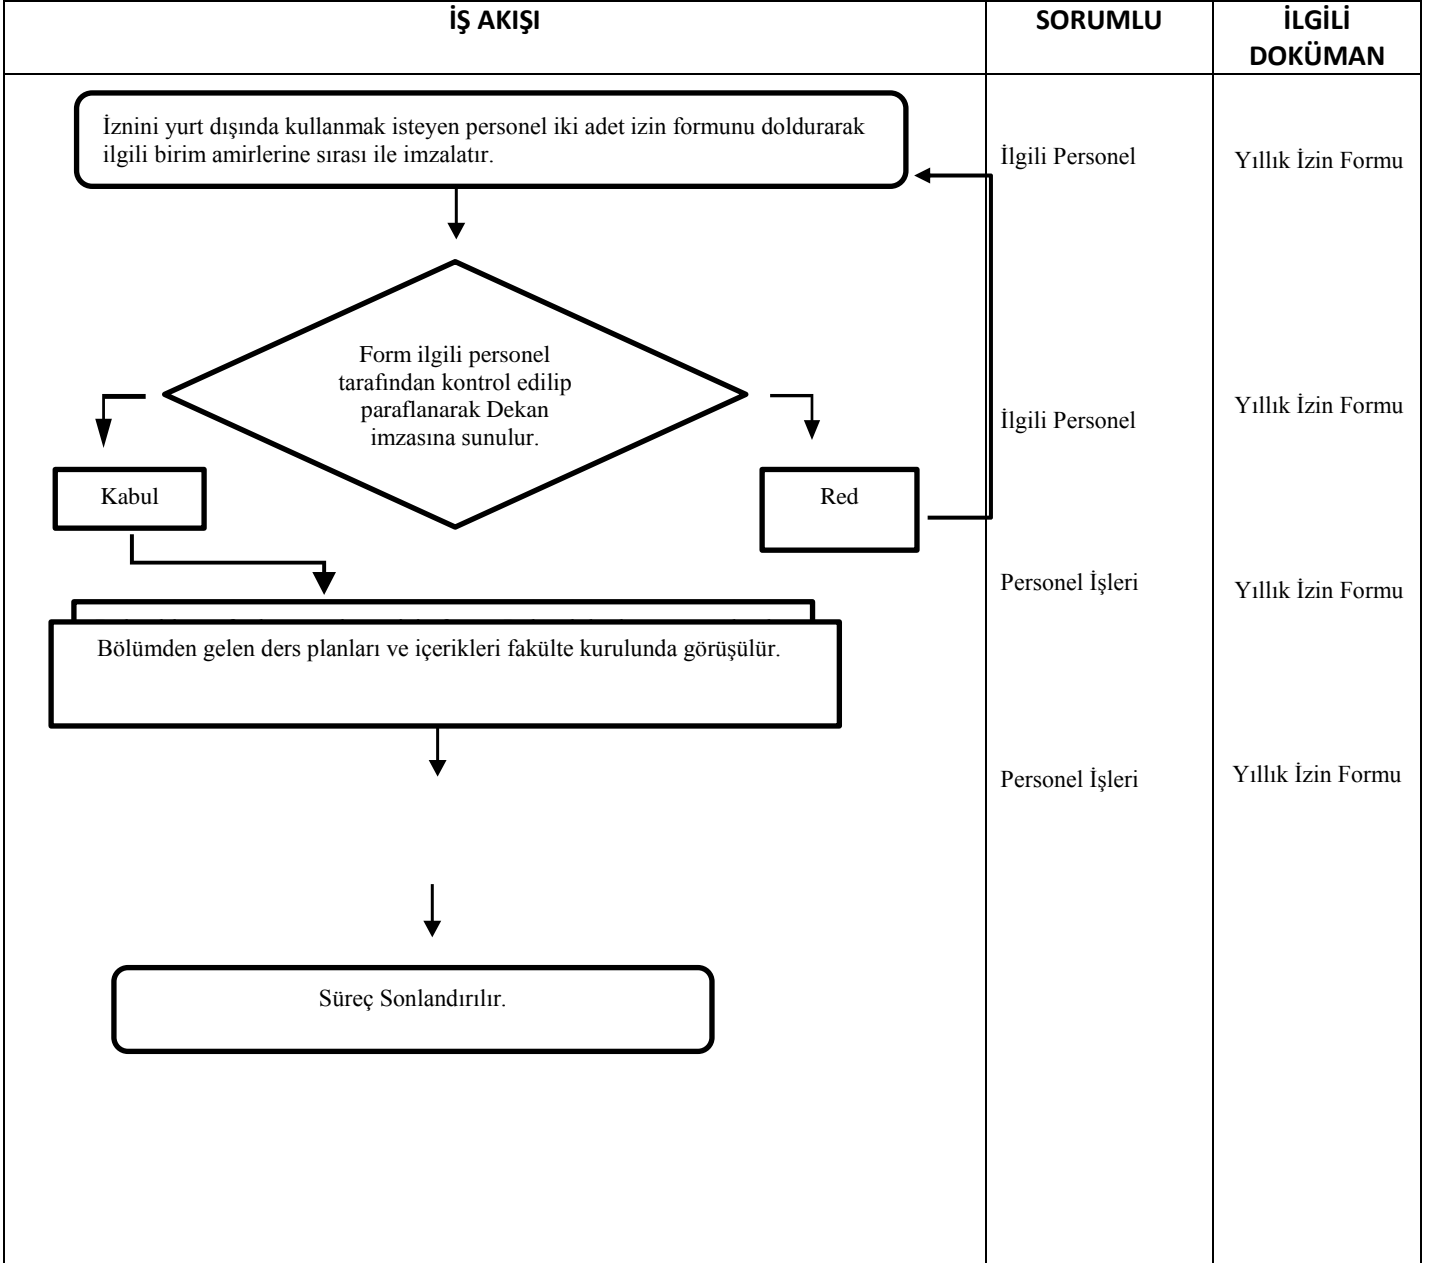 İŞ AKIŞI
SORUMLU
İLGİLİ
DOKÜMAN
İznini yurt dışında kullanmak isteyen personel iki adet izin formunu doldurarak
ilgili birim amirlerine sırası ile imzalatır.
İlgili Personel
Yıllık İzin Formu
Form ilgili personel
tarafından kontrol edilip
paraflanarak Dekan
imzasına sunulur.
İlgili Personel
Yıllık İzin Formu
Kabul
Red
Personel İşleri
Yıllık İzin Formu
Bölümden gelen ders planları ve içerikleri fakülte kurulunda görüşülür.
Personel İşleri
Yıllık İzin Formu
Süreç Sonlandırılır.